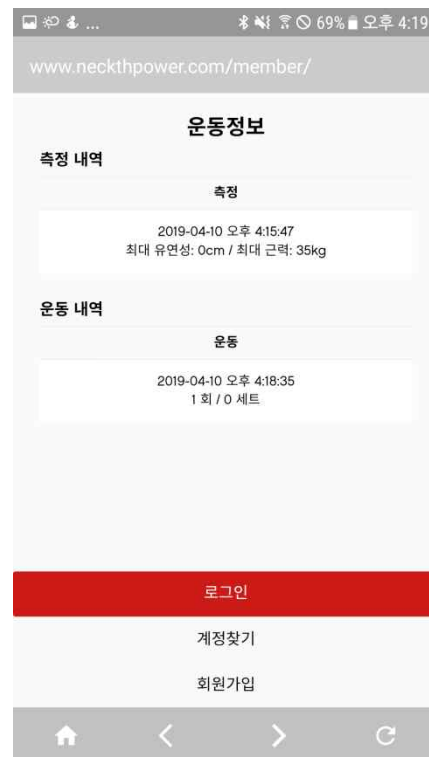 ... 69% 오후 4:19
www.neckthpower.com/member/
운동정보
측정 내역
측정
2019-04-10 오후 4:15:47
최대 유연성: 0cm / 최대 근력: 35kg
운동 내역
운동
2019-04-10 오후 4:18:35
1 회 / 0 세트
로그인
계정찾기
회원가입